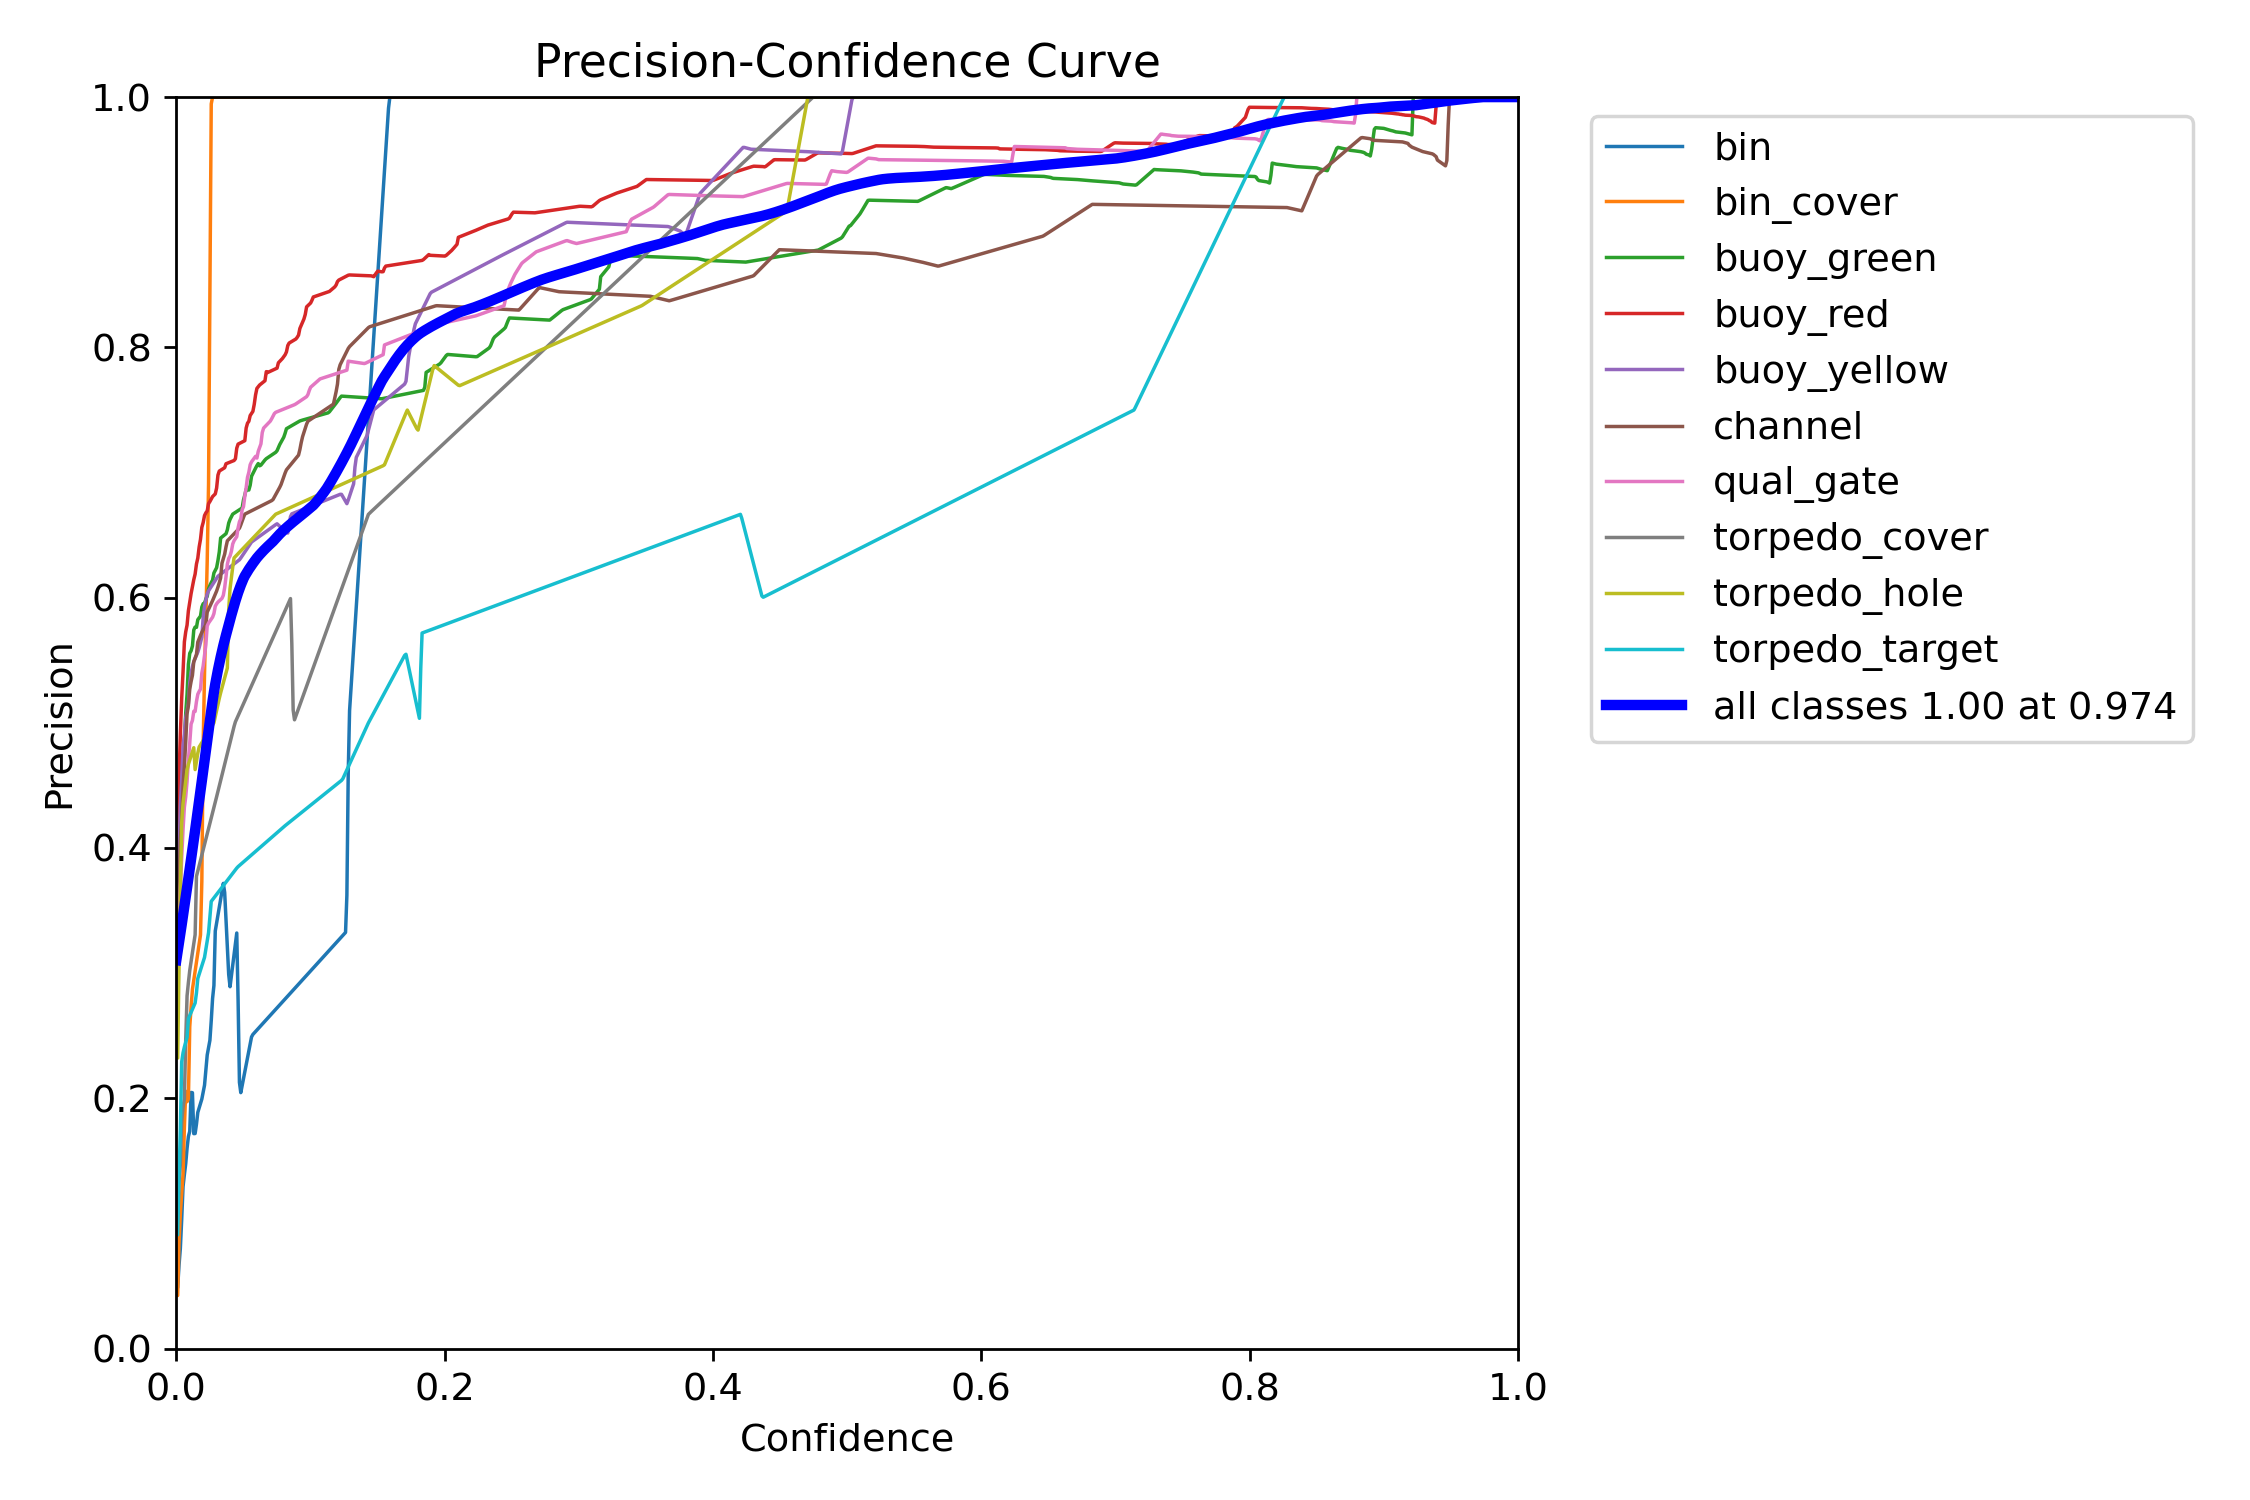 Precision-Confidence Curve
1.0
0.8
0.6
0.4
0.2
0.0
Precision
0.0 0.2 0.4 0.6 0.8 1.0
Confidence
bin
bin_cover
buoy_green
buoy_red
buoy_yellow
channel
qual_gate
torpedo_cover
torpedo_hole
torpedo_target
all classes 1.00 at 0.974